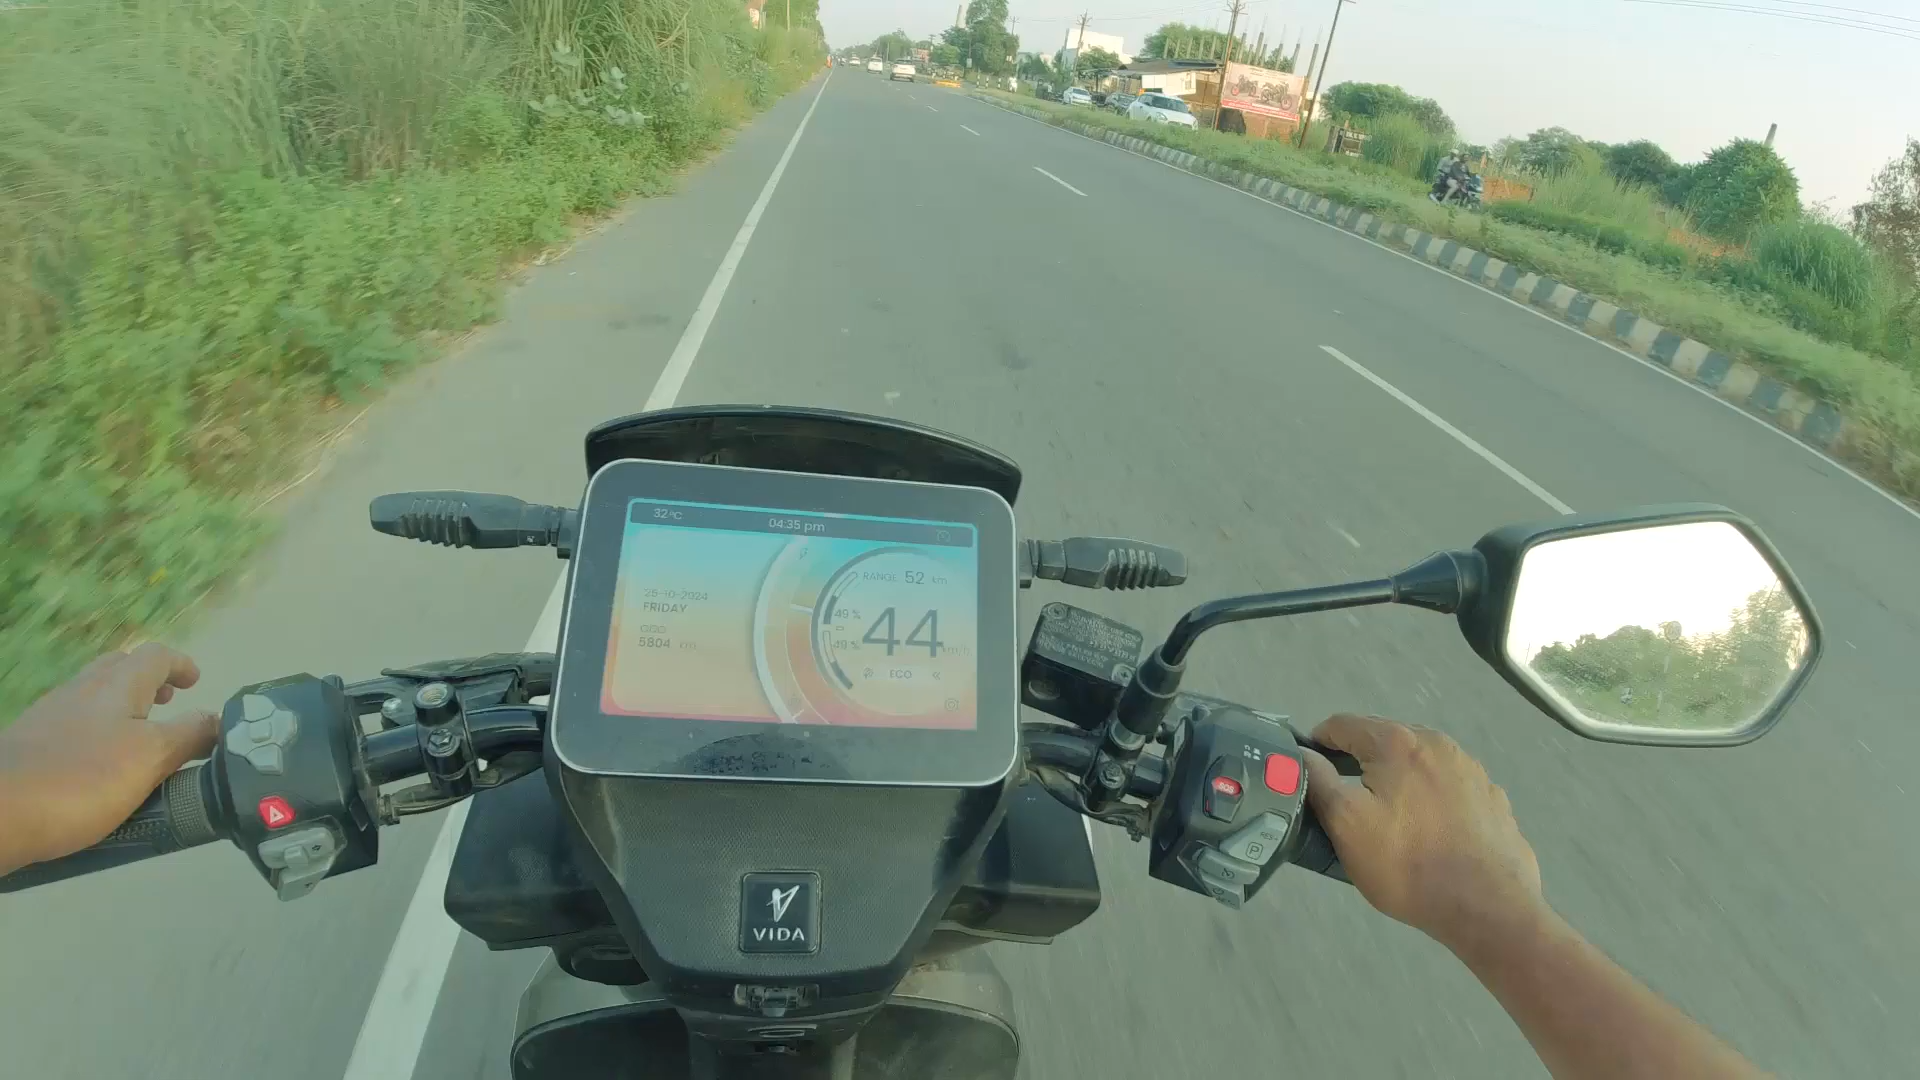 32°C
04:35 pm
RANGE 52 km
25-10-2024
FRIDAY
49 %
44
km/h
ODO
5804 km
49 %
ECO
SOS
P
VIDA